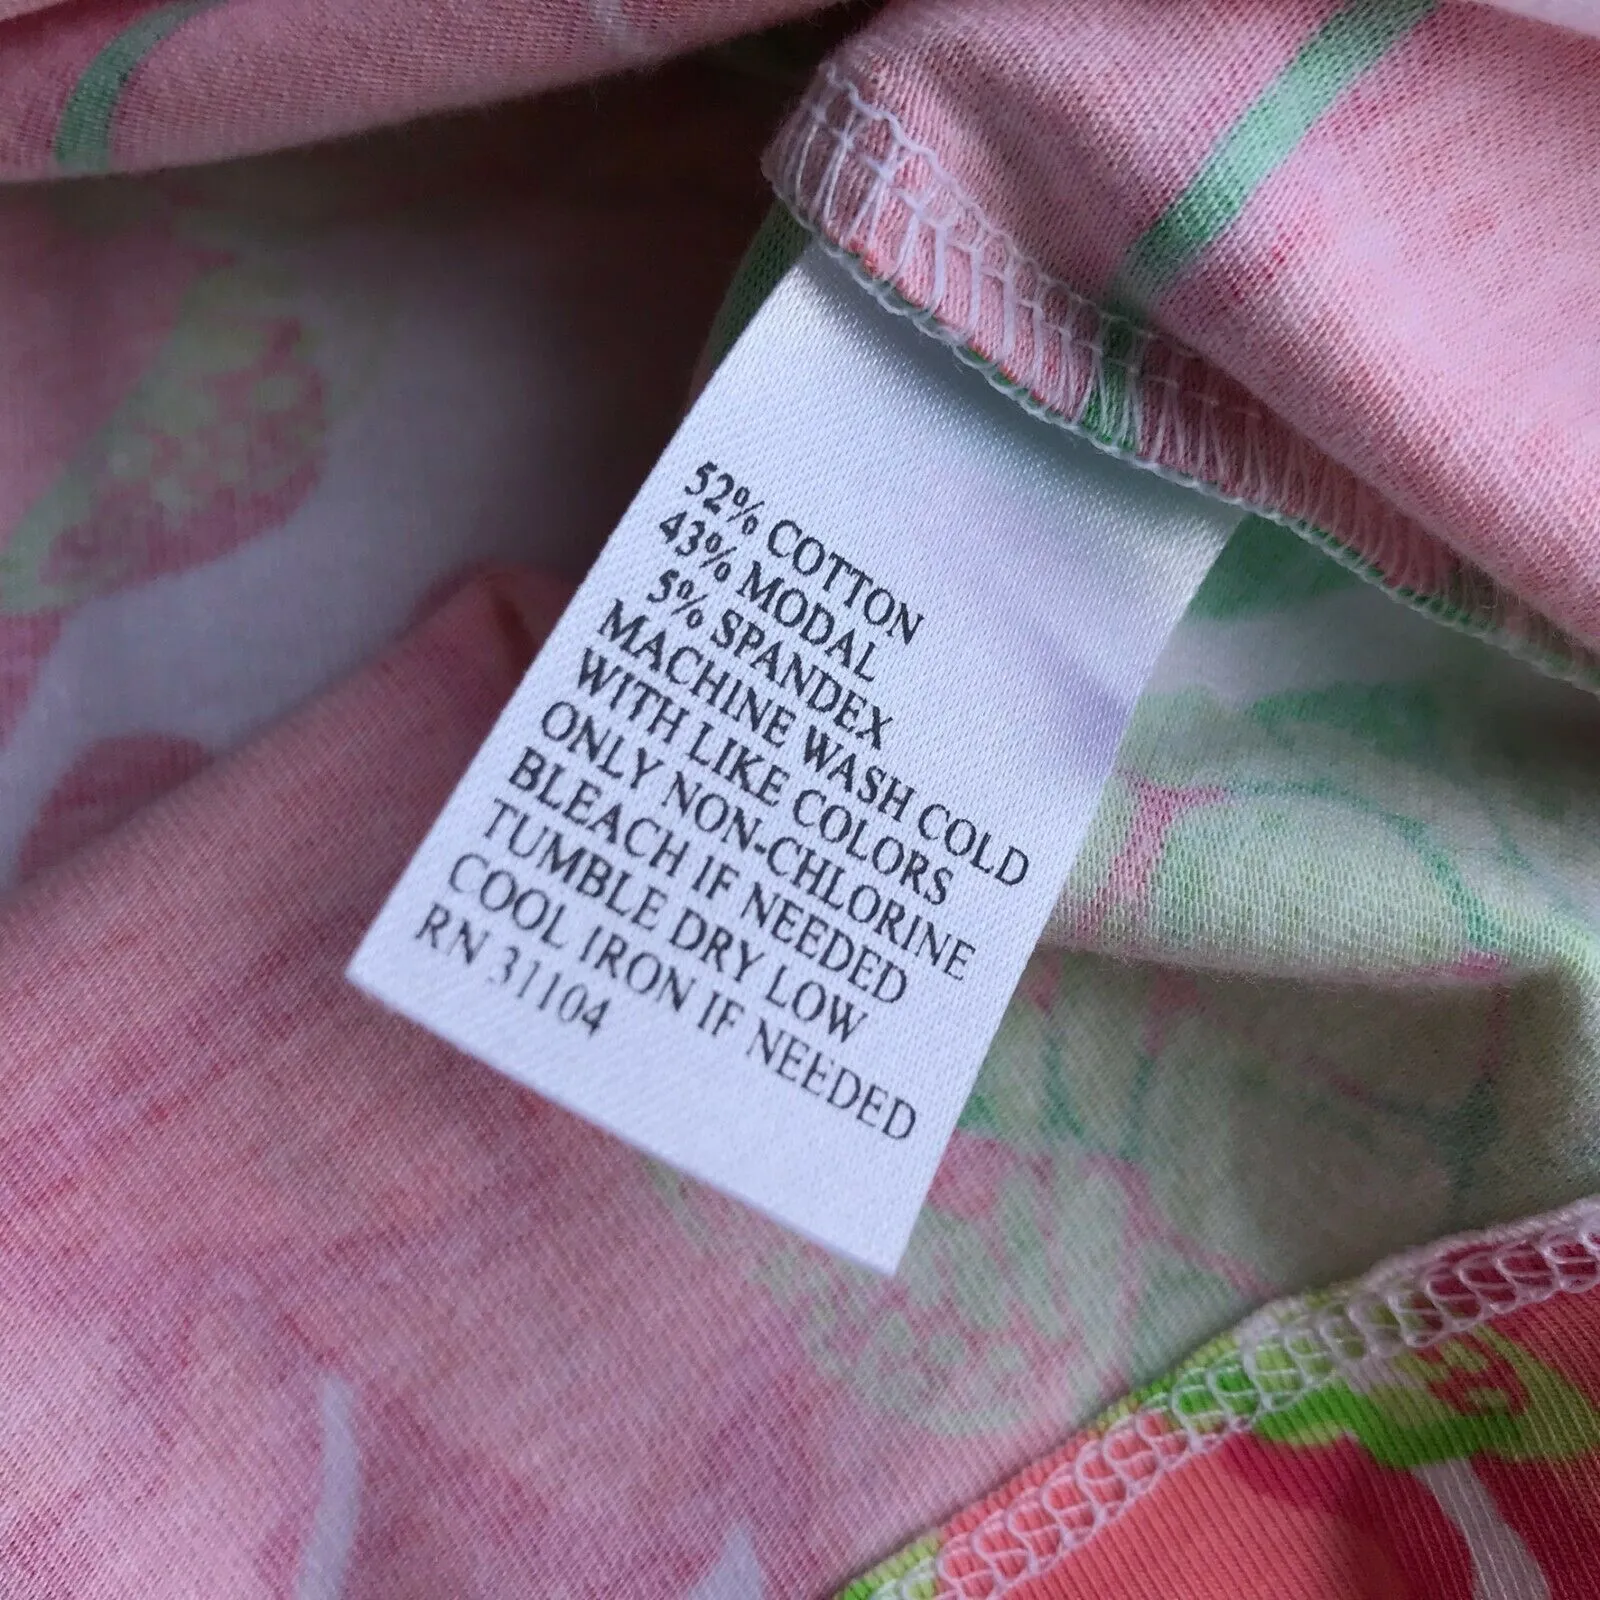 52% COTTON
43% MODAL
5% SPANDEX
MACHINE WASH COLD
WITH LIKE COLORS
ONLY NON-CHLORINE
BLEACH IF NEEDED
TUMBLE DRY LOW
COOL IRON IF NEEDED
RN 31104